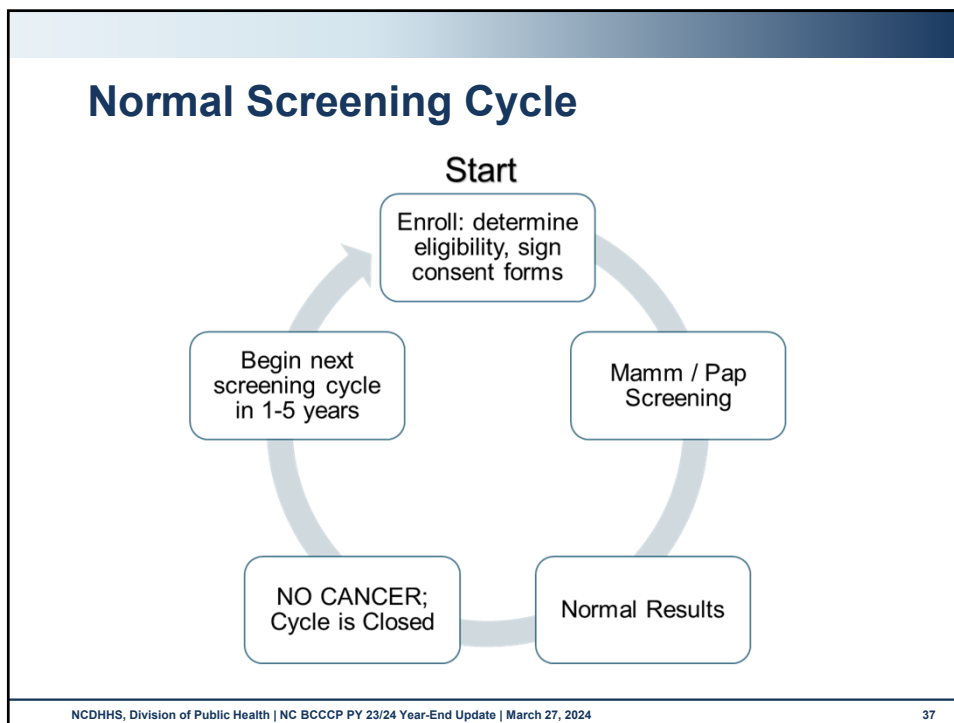 Normal Screening Cycle
Start
Enroll: determine
eligibility, sign
consent forms
Mamm / Pap
Screening
Normal Results
NO CANCER;
Cycle is Closed
Begin next
screening cycle
in 1-5 years
NCDHHS, Division of Public Health | NC BCCCP PY 23/24 Year-End Update | March 27, 2024
37